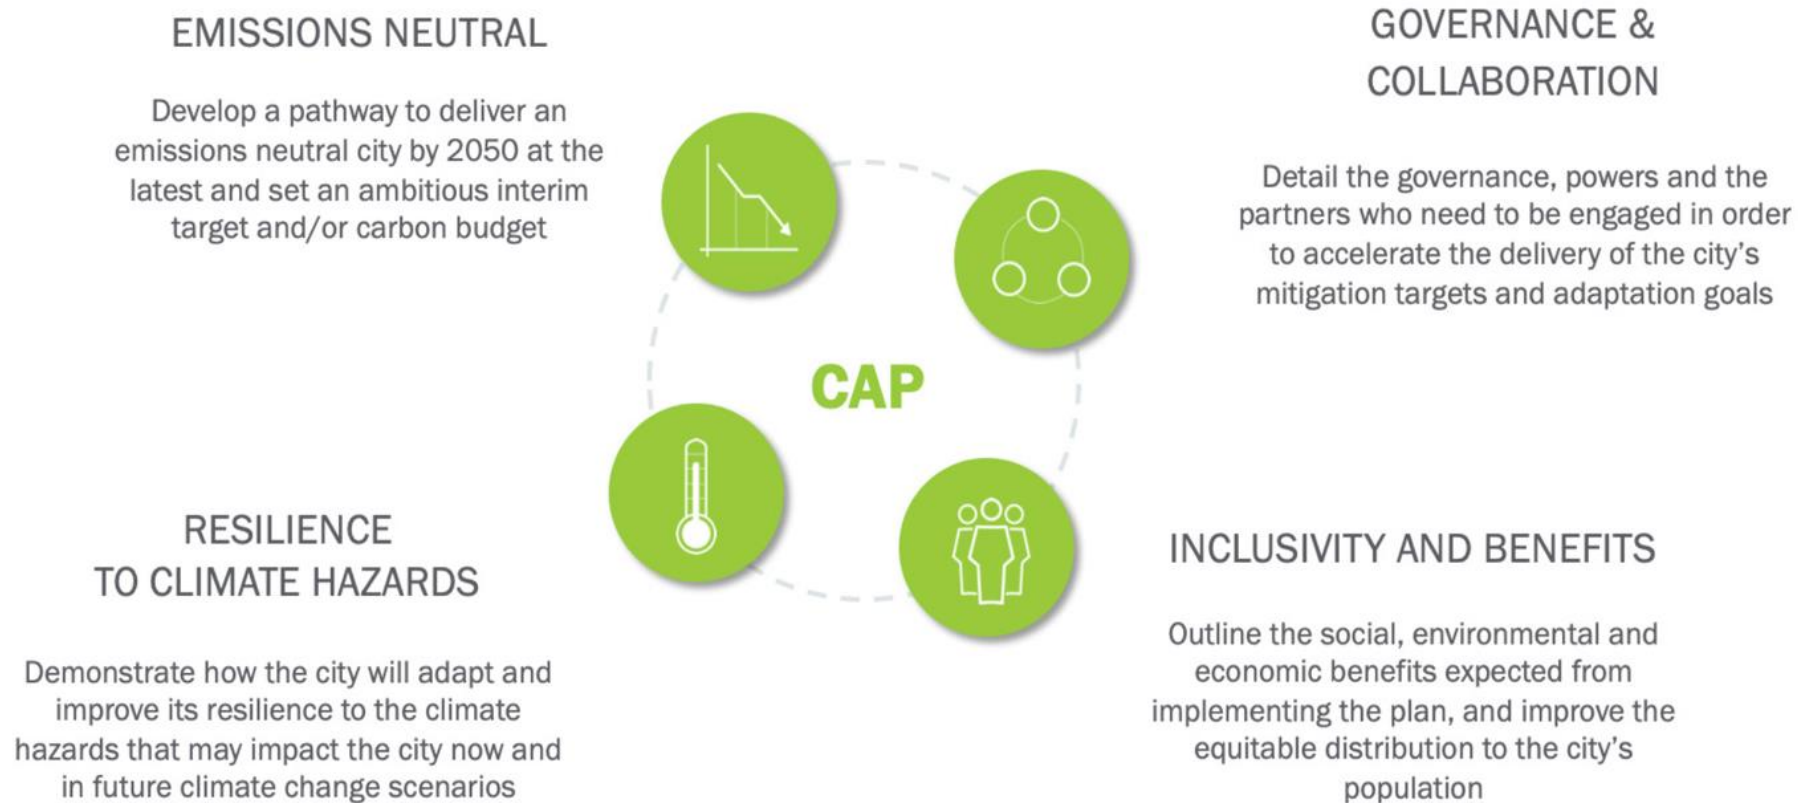 EMISSIONS NEUTRAL
Develop a pathway to deliver an
emissions neutral city by 2050 at the
latest and set an ambitious interim
target and/or carbon budget
GOVERNANCE &
COLLABORATION
Detail the governance, powers and the
partners who need to be engaged in order
to accelerate the delivery of the city's
mitigation targets and adaptation goals
CAP
RESILIENCE
TO CLIMATE HAZARDS
Demonstrate how the city will adapt and
improve its resilience to the climate
hazards that may impact the city now and
in future climate change scenarios
INCLUSIVITY AND BENEFITS
Outline the social, environmental and
economic benefits expected from
implementing the plan, and improve the
equitable distribution to the city's
population